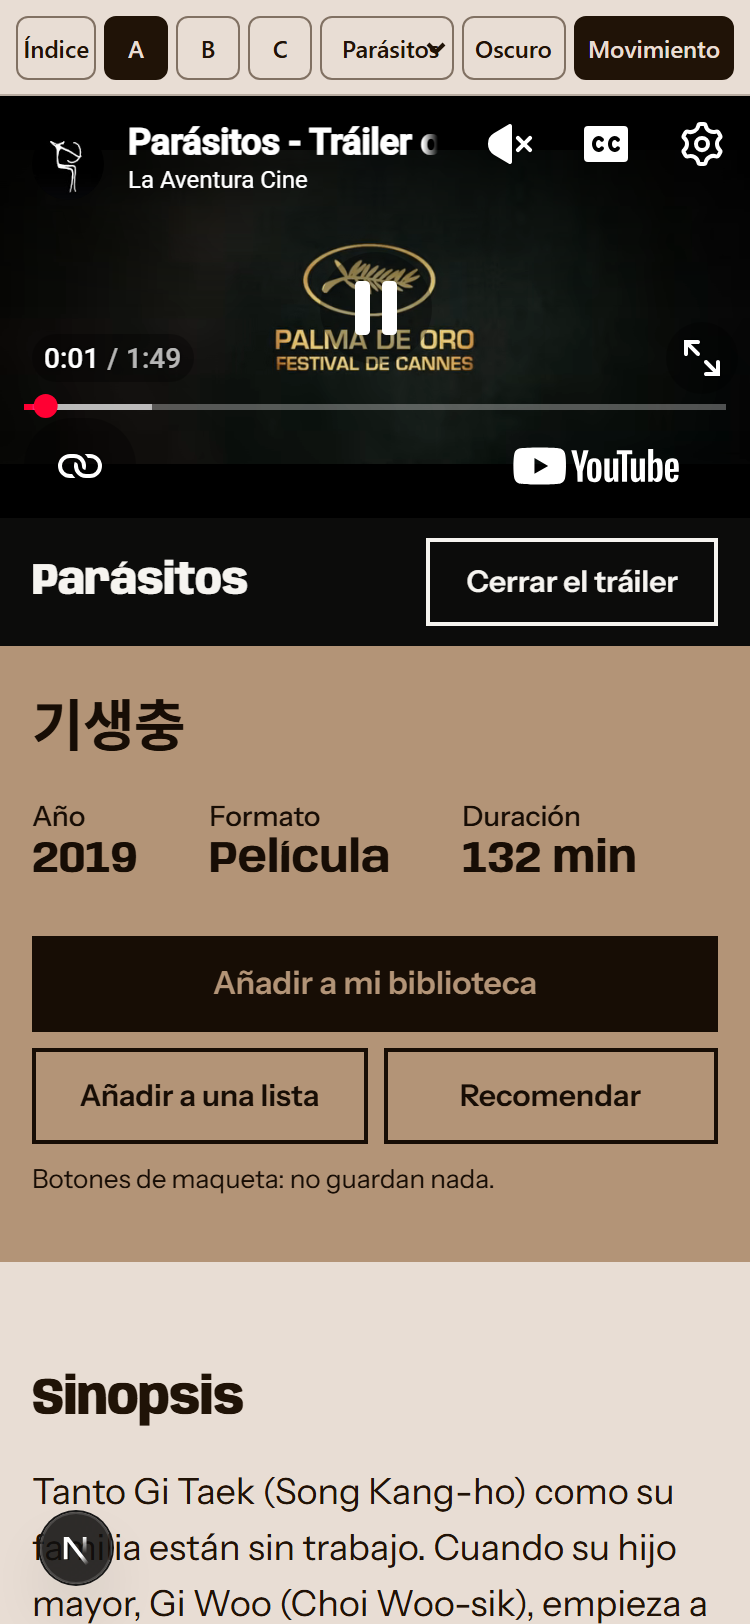 Índice
A
B
C
Parásitos
Oscuro
Movimiento
Parásitos - Tráiler
La Aventura Cine
CC
PALMA DE ORO
FESTIVAL DE CANNES
0:01 / 1:49
YouTube
Parásitos
Cerrar el tráiler
기생충
Año
Formato
Duración
2019
Película
132 min
Añadir a mi biblioteca
Añadir a una lista
Recomendar
Botones de maqueta: no guardan nada.
Sinopsis
Tanto Gi Taek (Song Kang-ho) como su
familia están sin trabajo. Cuando su hijo
N
mayor, Gi Woo (Choi Woo-sik), empieza a